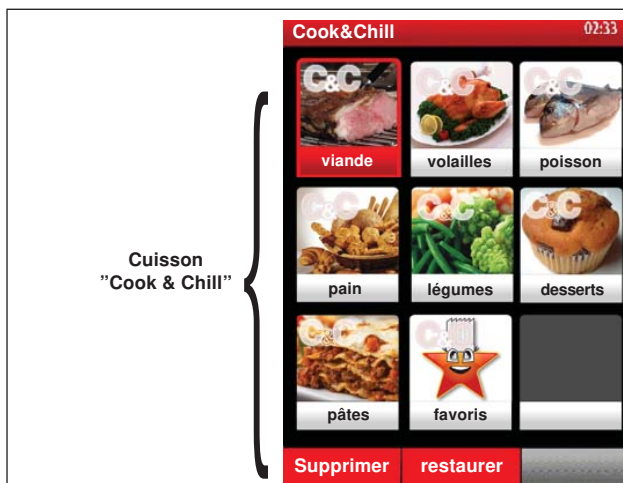 Cook&Chill 02:33
C&C C&C
viande volailles poisson
C&C C&C C&C
pain légumes desserts
Cuisson
”Cook & Chill”
C&C C&C
pâtes favoris
Supprimer restaurer